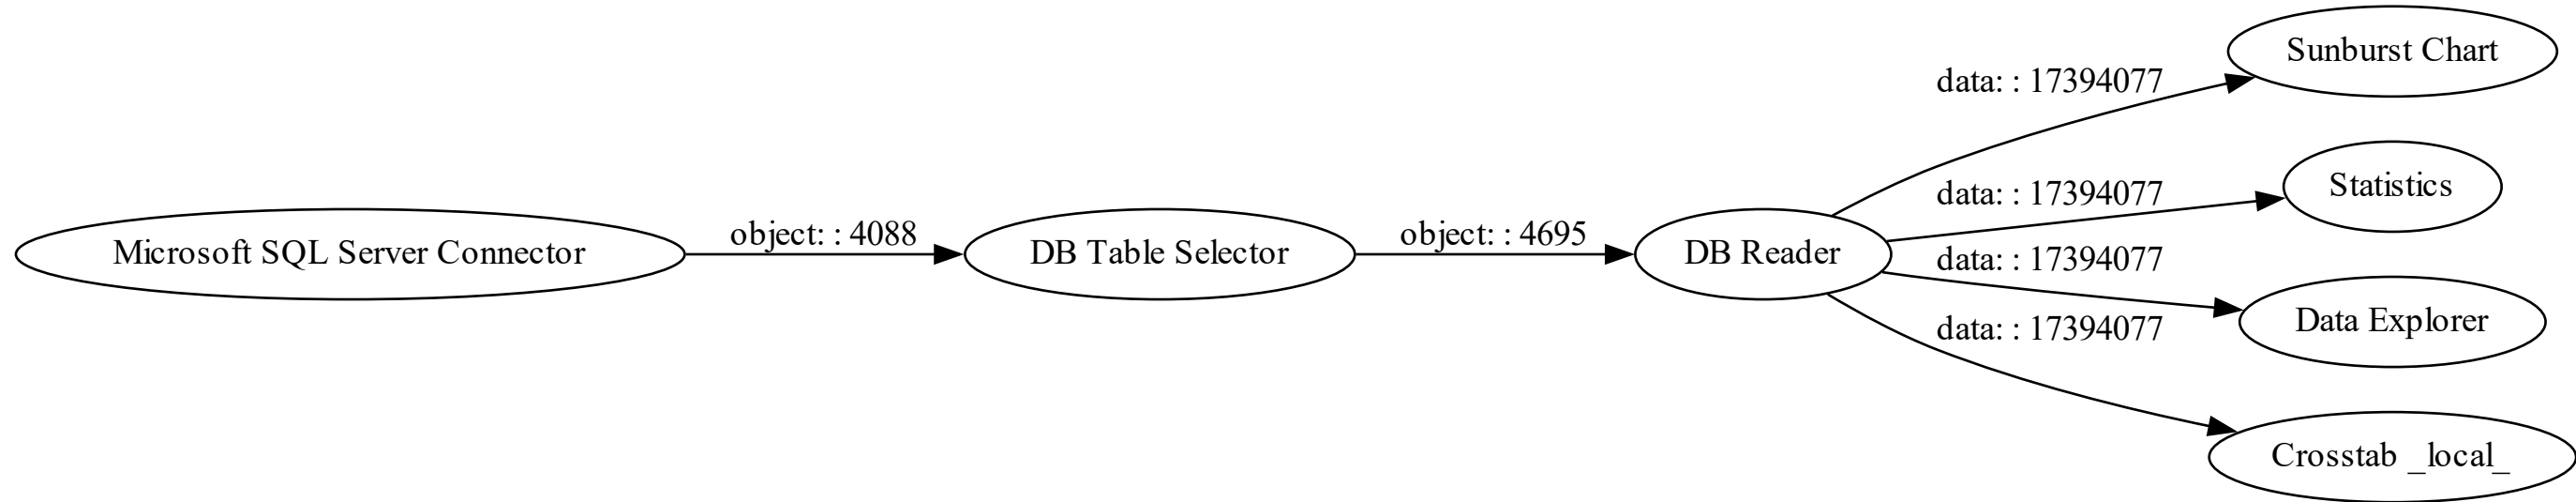 Microsoft SQL Server Connector
object: : 4088
DB Table Selector
object: : 4695
DB Reader
data: : 17394077
Sunburst Chart
data: : 17394077
Statistics
data: : 17394077
Data Explorer
data: : 17394077
Crosstab _local_